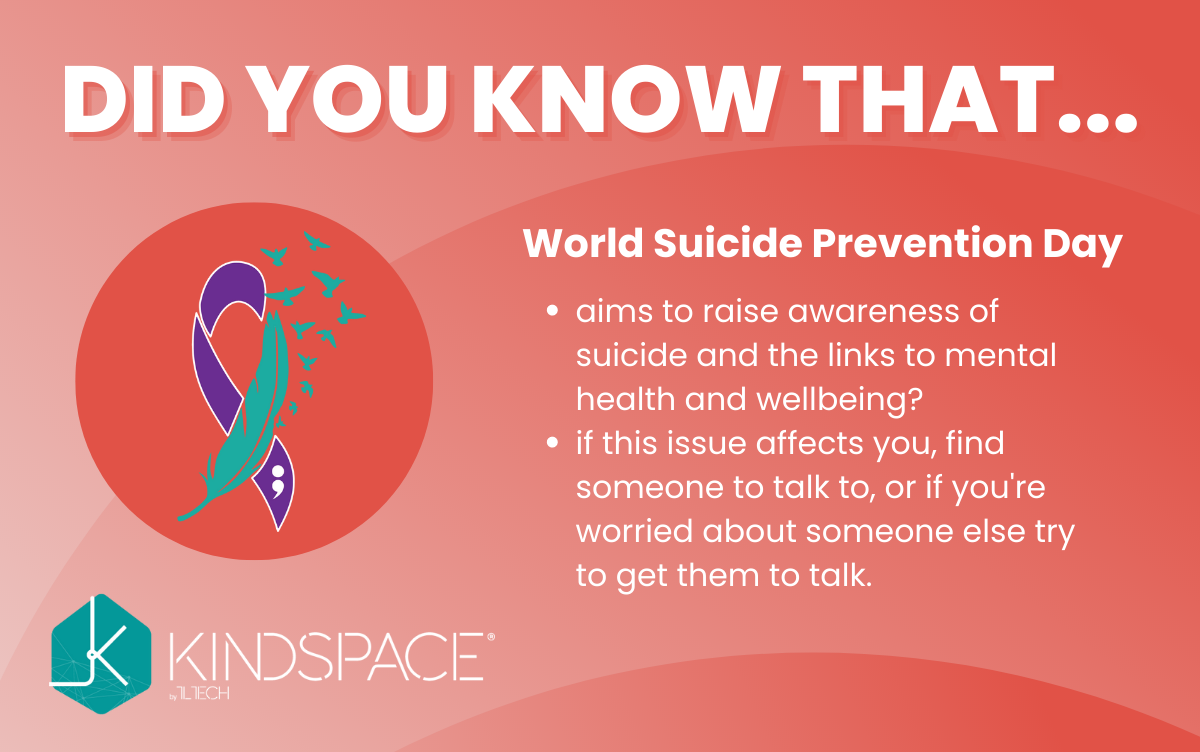 DID YOU KNOW THAT...
World Suicide Prevention Day
• aims to raise awareness of
suicide and the links to mental
health and wellbeing?
• if this issue affects you, find
someone to talk to, or if you're
worried about someone else try
to get them to talk.
;
KINDSPACE®
by TLTECH